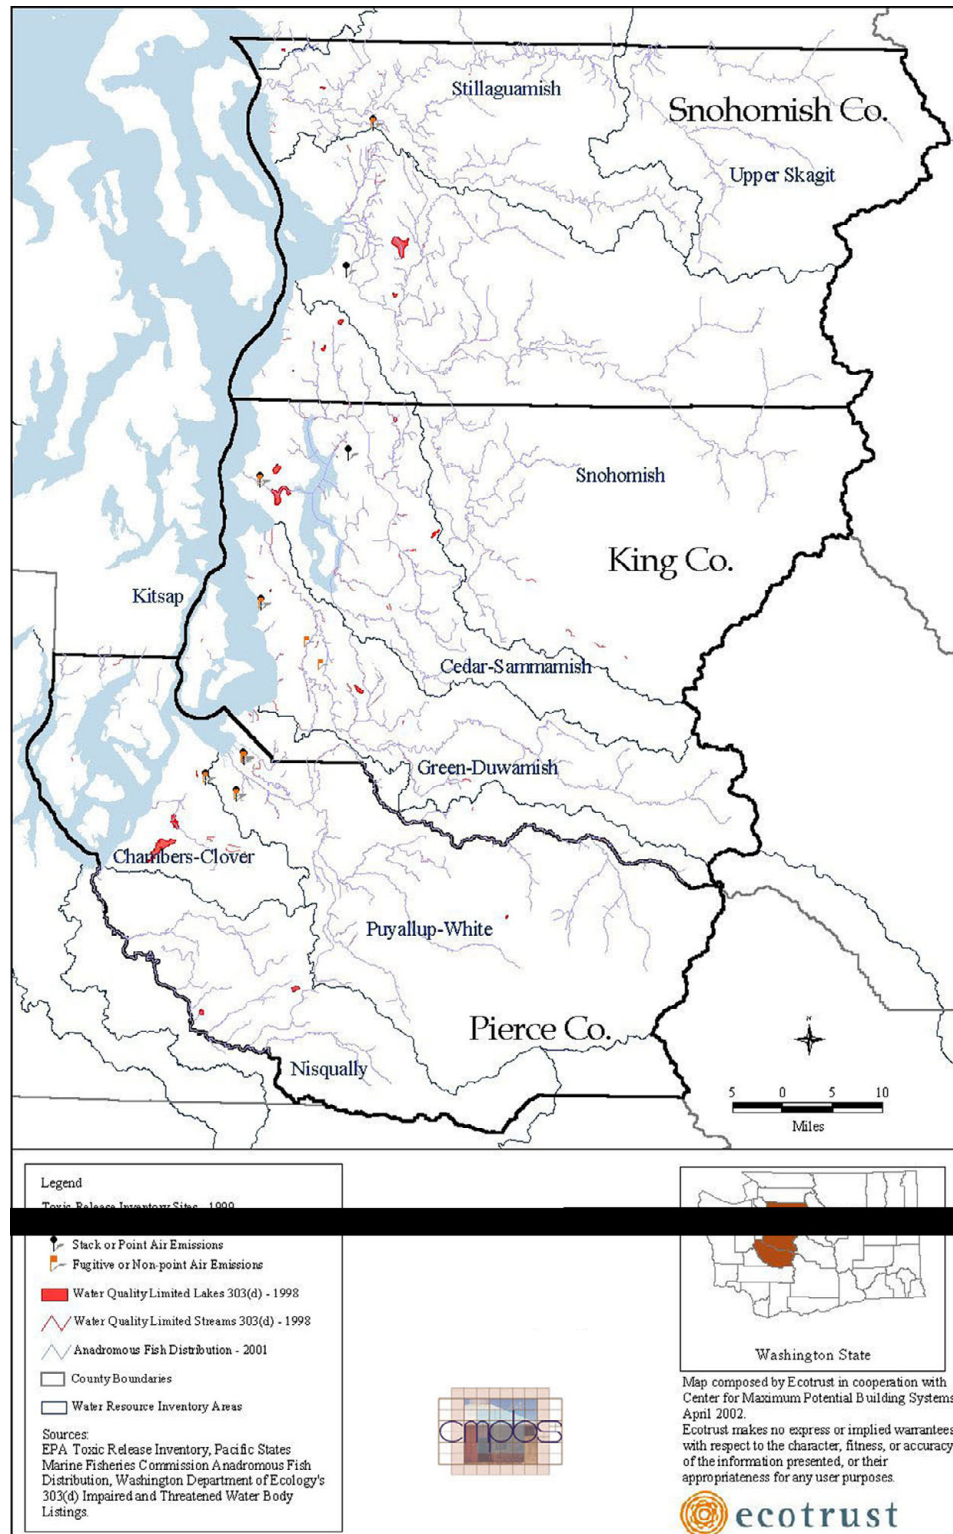 Stillaguamish
Snohomish Co.
Upper Skagit
Snohomish
King Co.
Kitsap
Cedar-Sammamish
Green-Duwamish
Chambers-Clover
Puyallup-White
Pierce Co.
Nisqually
N
5 0 5 10
Miles
Legend
Toxic Release Inventory Sites - 1999
Stack or Point Air Emissions
Fugitive or Non-point Air Emissions
Water Quality Limited Lakes 303(d) - 1998
Water Quality Limited Streams 303(d) - 1998
Anadromous Fish Distribution - 2001
County Boundaries
Water Resource Inventory Areas
Sources:
EPA Toxic Release Inventory, Pacific States
Marine Fisheries Commission Anadromous Fish
Distribution, Washington Department of Ecology's
303(d) Impaired and Threatened Water Body
Listings.
cmpbs
Washington State
Map composed by Ecotrust in cooperation with
Center for Maximum Potential Building Systems
April 2002.
Ecotrust makes no express or implied warrantees
with respect to the character, fitness, or accuracy
of the information presented, or their
appropriateness for any user purposes.
ecotrust